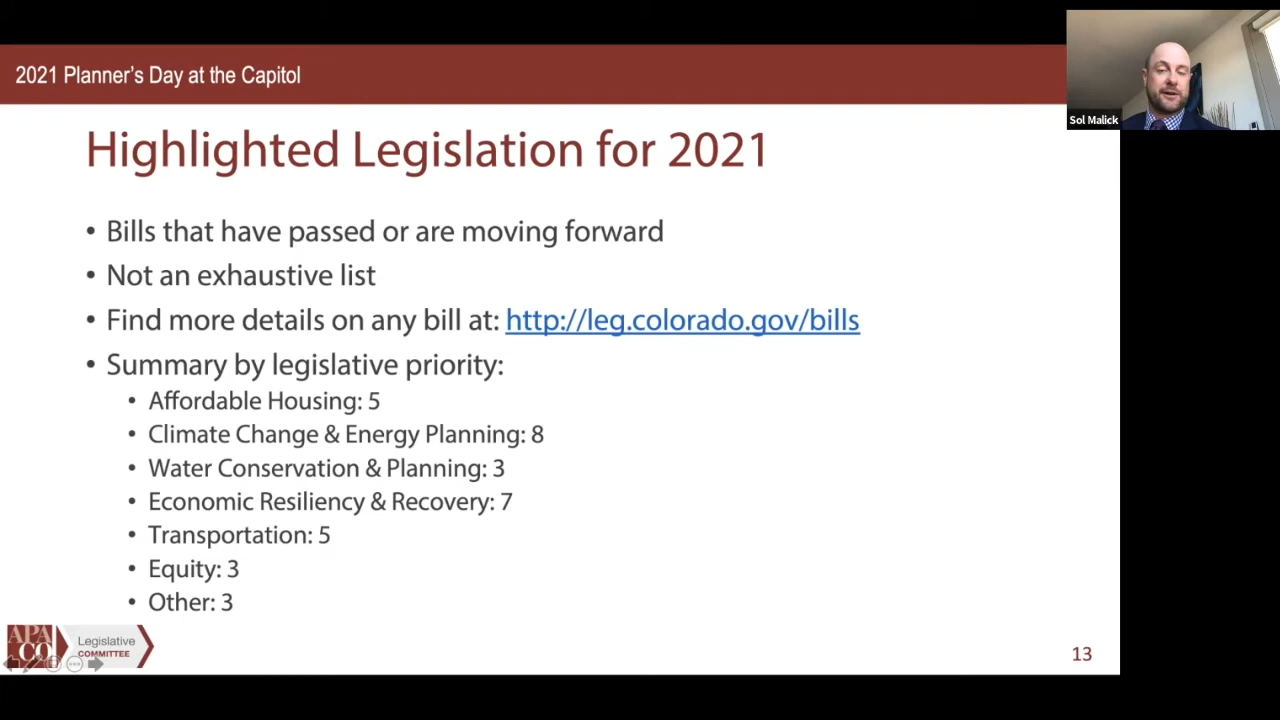 2021 Planner's Day at the Capitol
Sol Malick
Highlighted Legislation for 2021
• Bills that have passed or are moving forward
• Not an exhaustive list
• Find more details on any bill at: http://leg.colorado.gov/bills
• Summary by legislative priority:
• Affordable Housing: 5
• Climate Change & Energy Planning: 8
• Water Conservation & Planning: 3
• Economic Resiliency & Recovery: 7
• Transportation: 5
• Equity: 3
• Other: 3
APA
CO
Legislative
COMMITTEE
13